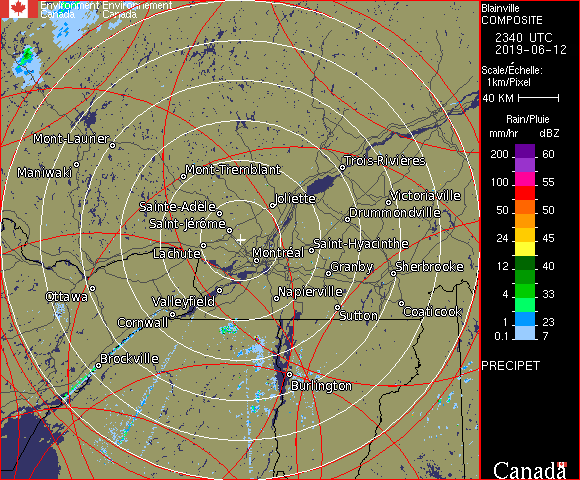 Environment Environnement
Canada Canada
Blainville
COMPOSITE
2340 UTC
2019-06-12
Scale/Échelle:
1km/Pixel
40 KM
Rain/Pluie
mm/hr dBZ
200 60
100 55
50 50
24 45
12 40
4 33
1 23
0.1 7
PRECIPET
Canada
Mont-Laurier
Maniwaki
Mont-Tremblant
Trois-Rivières
Joliette
Victoriaville
Sainte-Adèle
Drummondville
Saint-Jérôme
Saint-Hyacinthe
Lachute
Montréal
Granby
Sherbrooke
Ottawa
Valleyfield
Napierville
Coaticook
Sutton
Cornwall
Brockville
Burlington